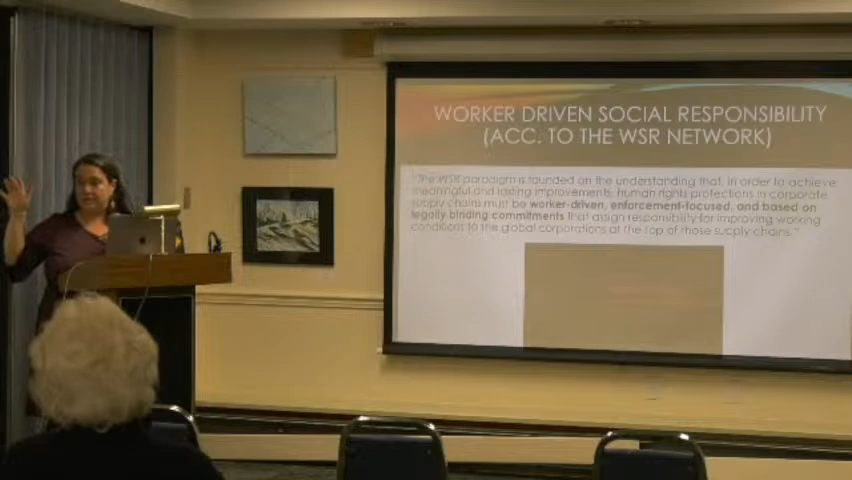 WORKER DRIVEN SOCIAL RESPONSIBILITY
(ACC. TO THE WSR NETWORK)
"The WSR paradigm is founded on the understanding that, in order to achieve
meaningful and lasting improvements, human rights protections in corporate
supply chains must be worker-driven, enforcement-focused, and based on
legally binding commitments that assign responsibility for improving working
conditions to the global corporations at the top of those supply chains."